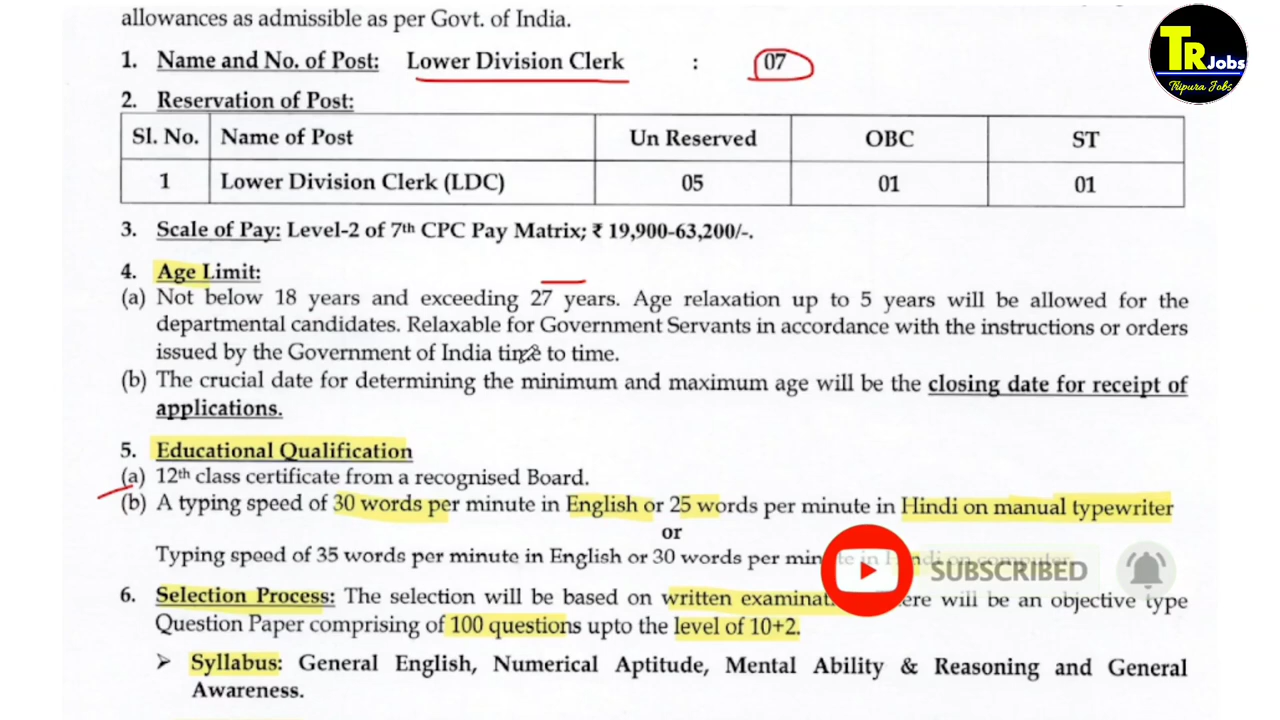 allowances as admissible as per Govt. of India.
TR Jobs
Tripura Jobs
1. Name and No. of Post: Lower Division Clerk : 07
2. Reservation of Post:
Sl. No. Name of Post Un Reserved OBC ST
1 Lower Division Clerk (LDC) 05 01 01
3. Scale of Pay: Level-2 of 7th CPC Pay Matrix; ₹ 19,900-63,200/-.
4. Age Limit:
(a) Not below 18 years and exceeding 27 years. Age relaxation up to 5 years will be allowed for the
departmental candidates. Relaxable for Government Servants in accordance with the instructions or orders
issued by the Government of India time to time.
(b) The crucial date for determining the minimum and maximum age will be the closing date for receipt of
applications.
5. Educational Qualification
(a) 12th class certificate from a recognised Board.
(b) A typing speed of 30 words per minute in English or 25 words per minute in Hindi on manual typewriter
or
Typing speed of 35 words per minute in English or 30 words per minute in Hindi on computer
SUBSCRIBED
6. Selection Process: The selection will be based on written examinat ere will be an objective type
Question Paper comprising of 100 questions upto the level of 10+2.
➤ Syllabus: General English, Numerical Aptitude, Mental Ability & Reasoning and General
Awareness.